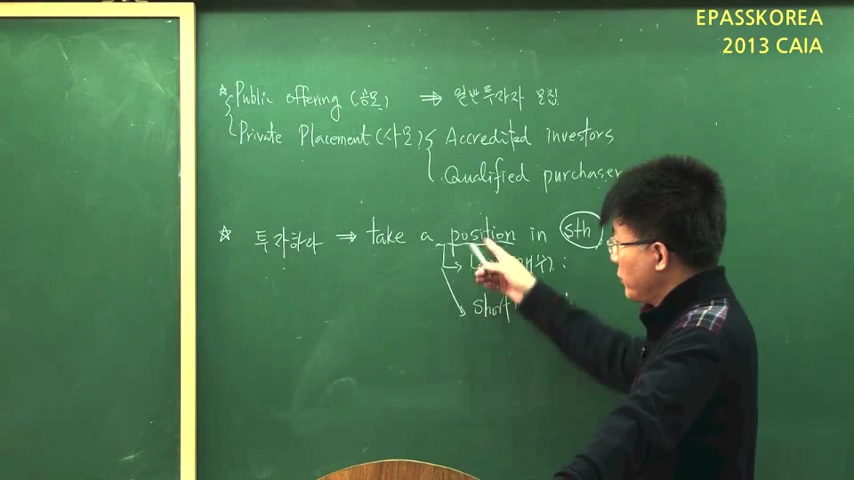 EPASSKOREA
2013 CAIA
☆ Public offering (공모) ⇒ 일반투자자 모집
Private Placement (사모) Accredited investors
Qualified purchaser
☆ 투자하다 ⇒ take a position in sth
short